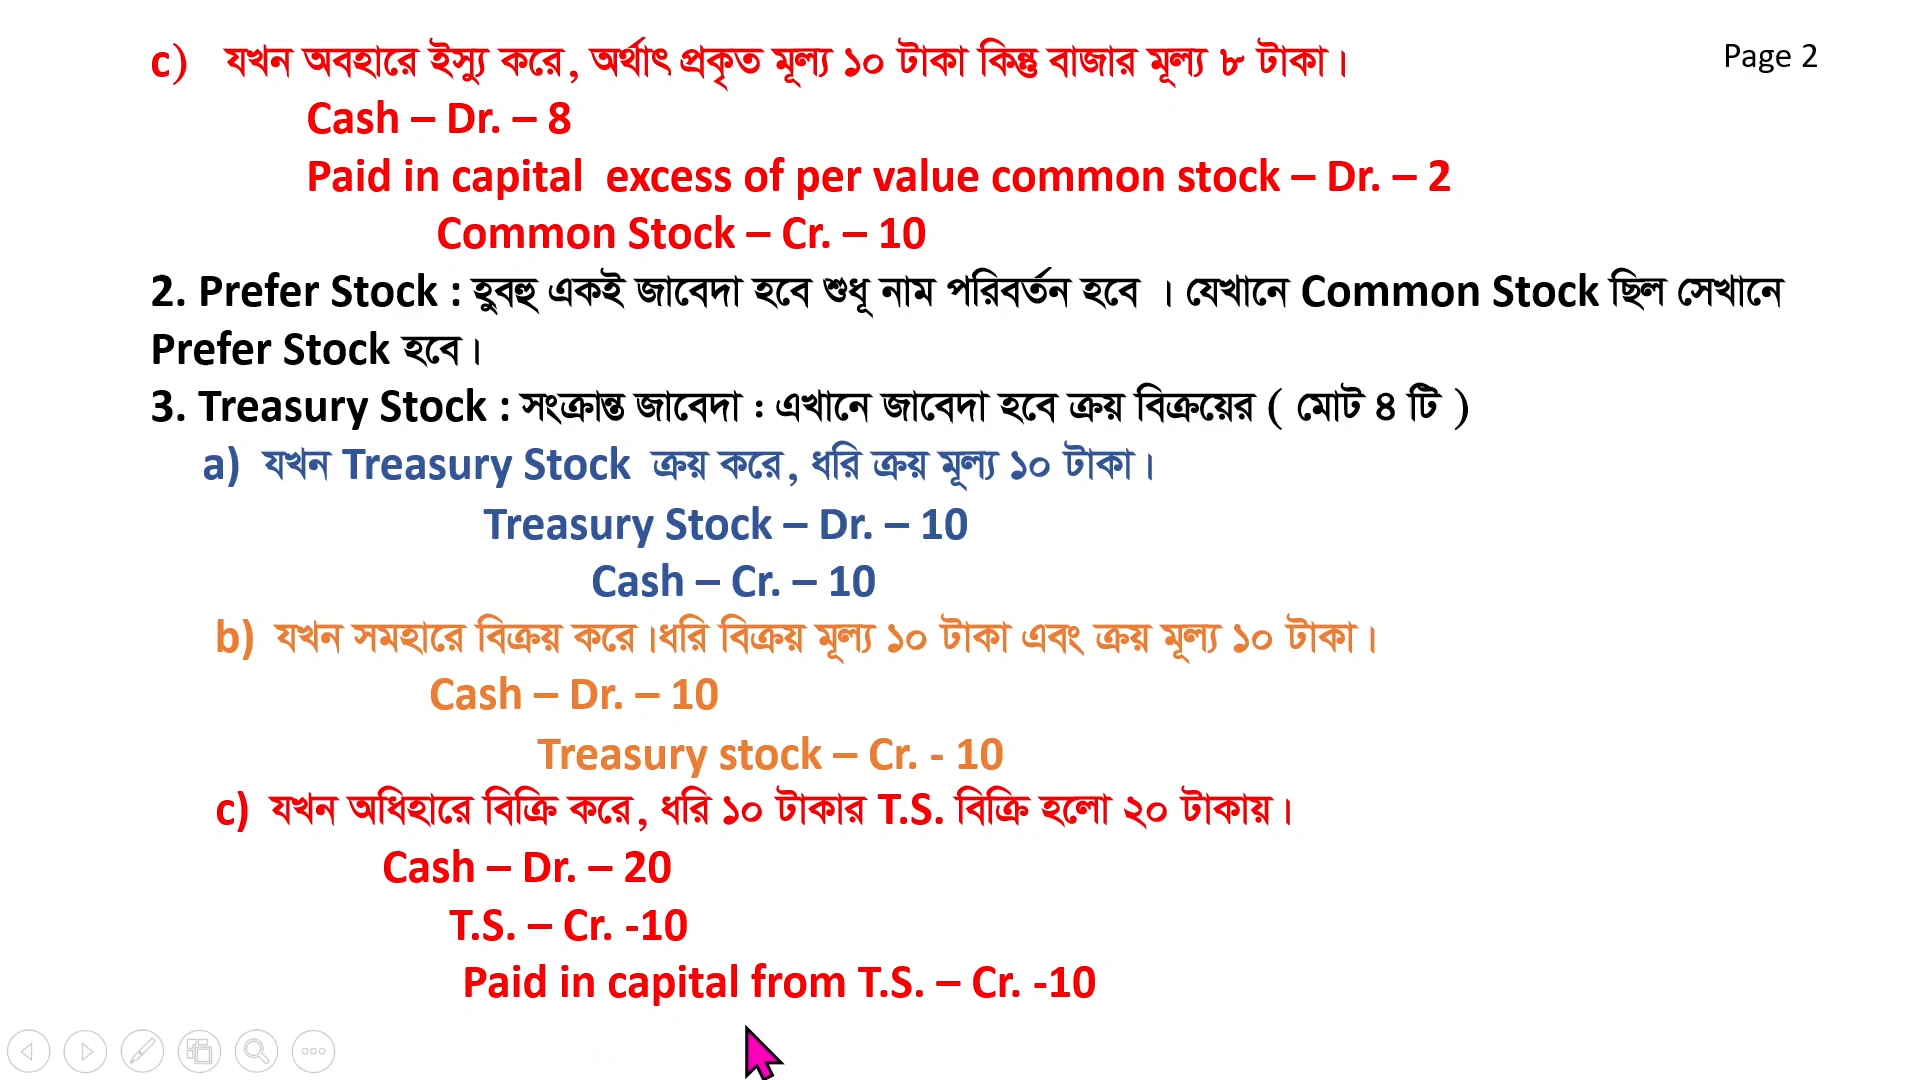 c) যখন অবহারে ইস্যু করে, অর্থাৎ প্রকৃত মূল্য ১০ টাকা কিন্তু বাজার মূল্য ৮ টাকা।
Page 2
Cash – Dr. – 8
Paid in capital excess of per value common stock – Dr. – 2
Common Stock – Cr. – 10
2. Prefer Stock : হুবহু একই জাবেদা হবে শুধূ নাম পরিবর্তন হবে । যেখানে Common Stock ছিল সেখানে
Prefer Stock হবে।
3. Treasury Stock : সংক্রান্ত জাবেদা : এখানে জাবেদা হবে ক্রয় বিক্রয়ের ( মোট ৪ টি )
a) যখন Treasury Stock ক্রয় করে, ধরি ক্রয় মূল্য ১০ টাকা।
Treasury Stock – Dr. – 10
Cash – Cr. – 10
b) যখন সমহারে বিক্রয় করে।ধরি বিক্রয় মূল্য ১০ টাকা এবং ক্রয় মূল্য ১০ টাকা।
Cash – Dr. – 10
Treasury stock – Cr. - 10
c) যখন অধিহারে বিক্রি করে, ধরি ১০ টাকার T.S. বিক্রি হলো ২০ টাকায়।
Cash – Dr. – 20
T.S. – Cr. -10
Paid in capital from T.S. – Cr. -10